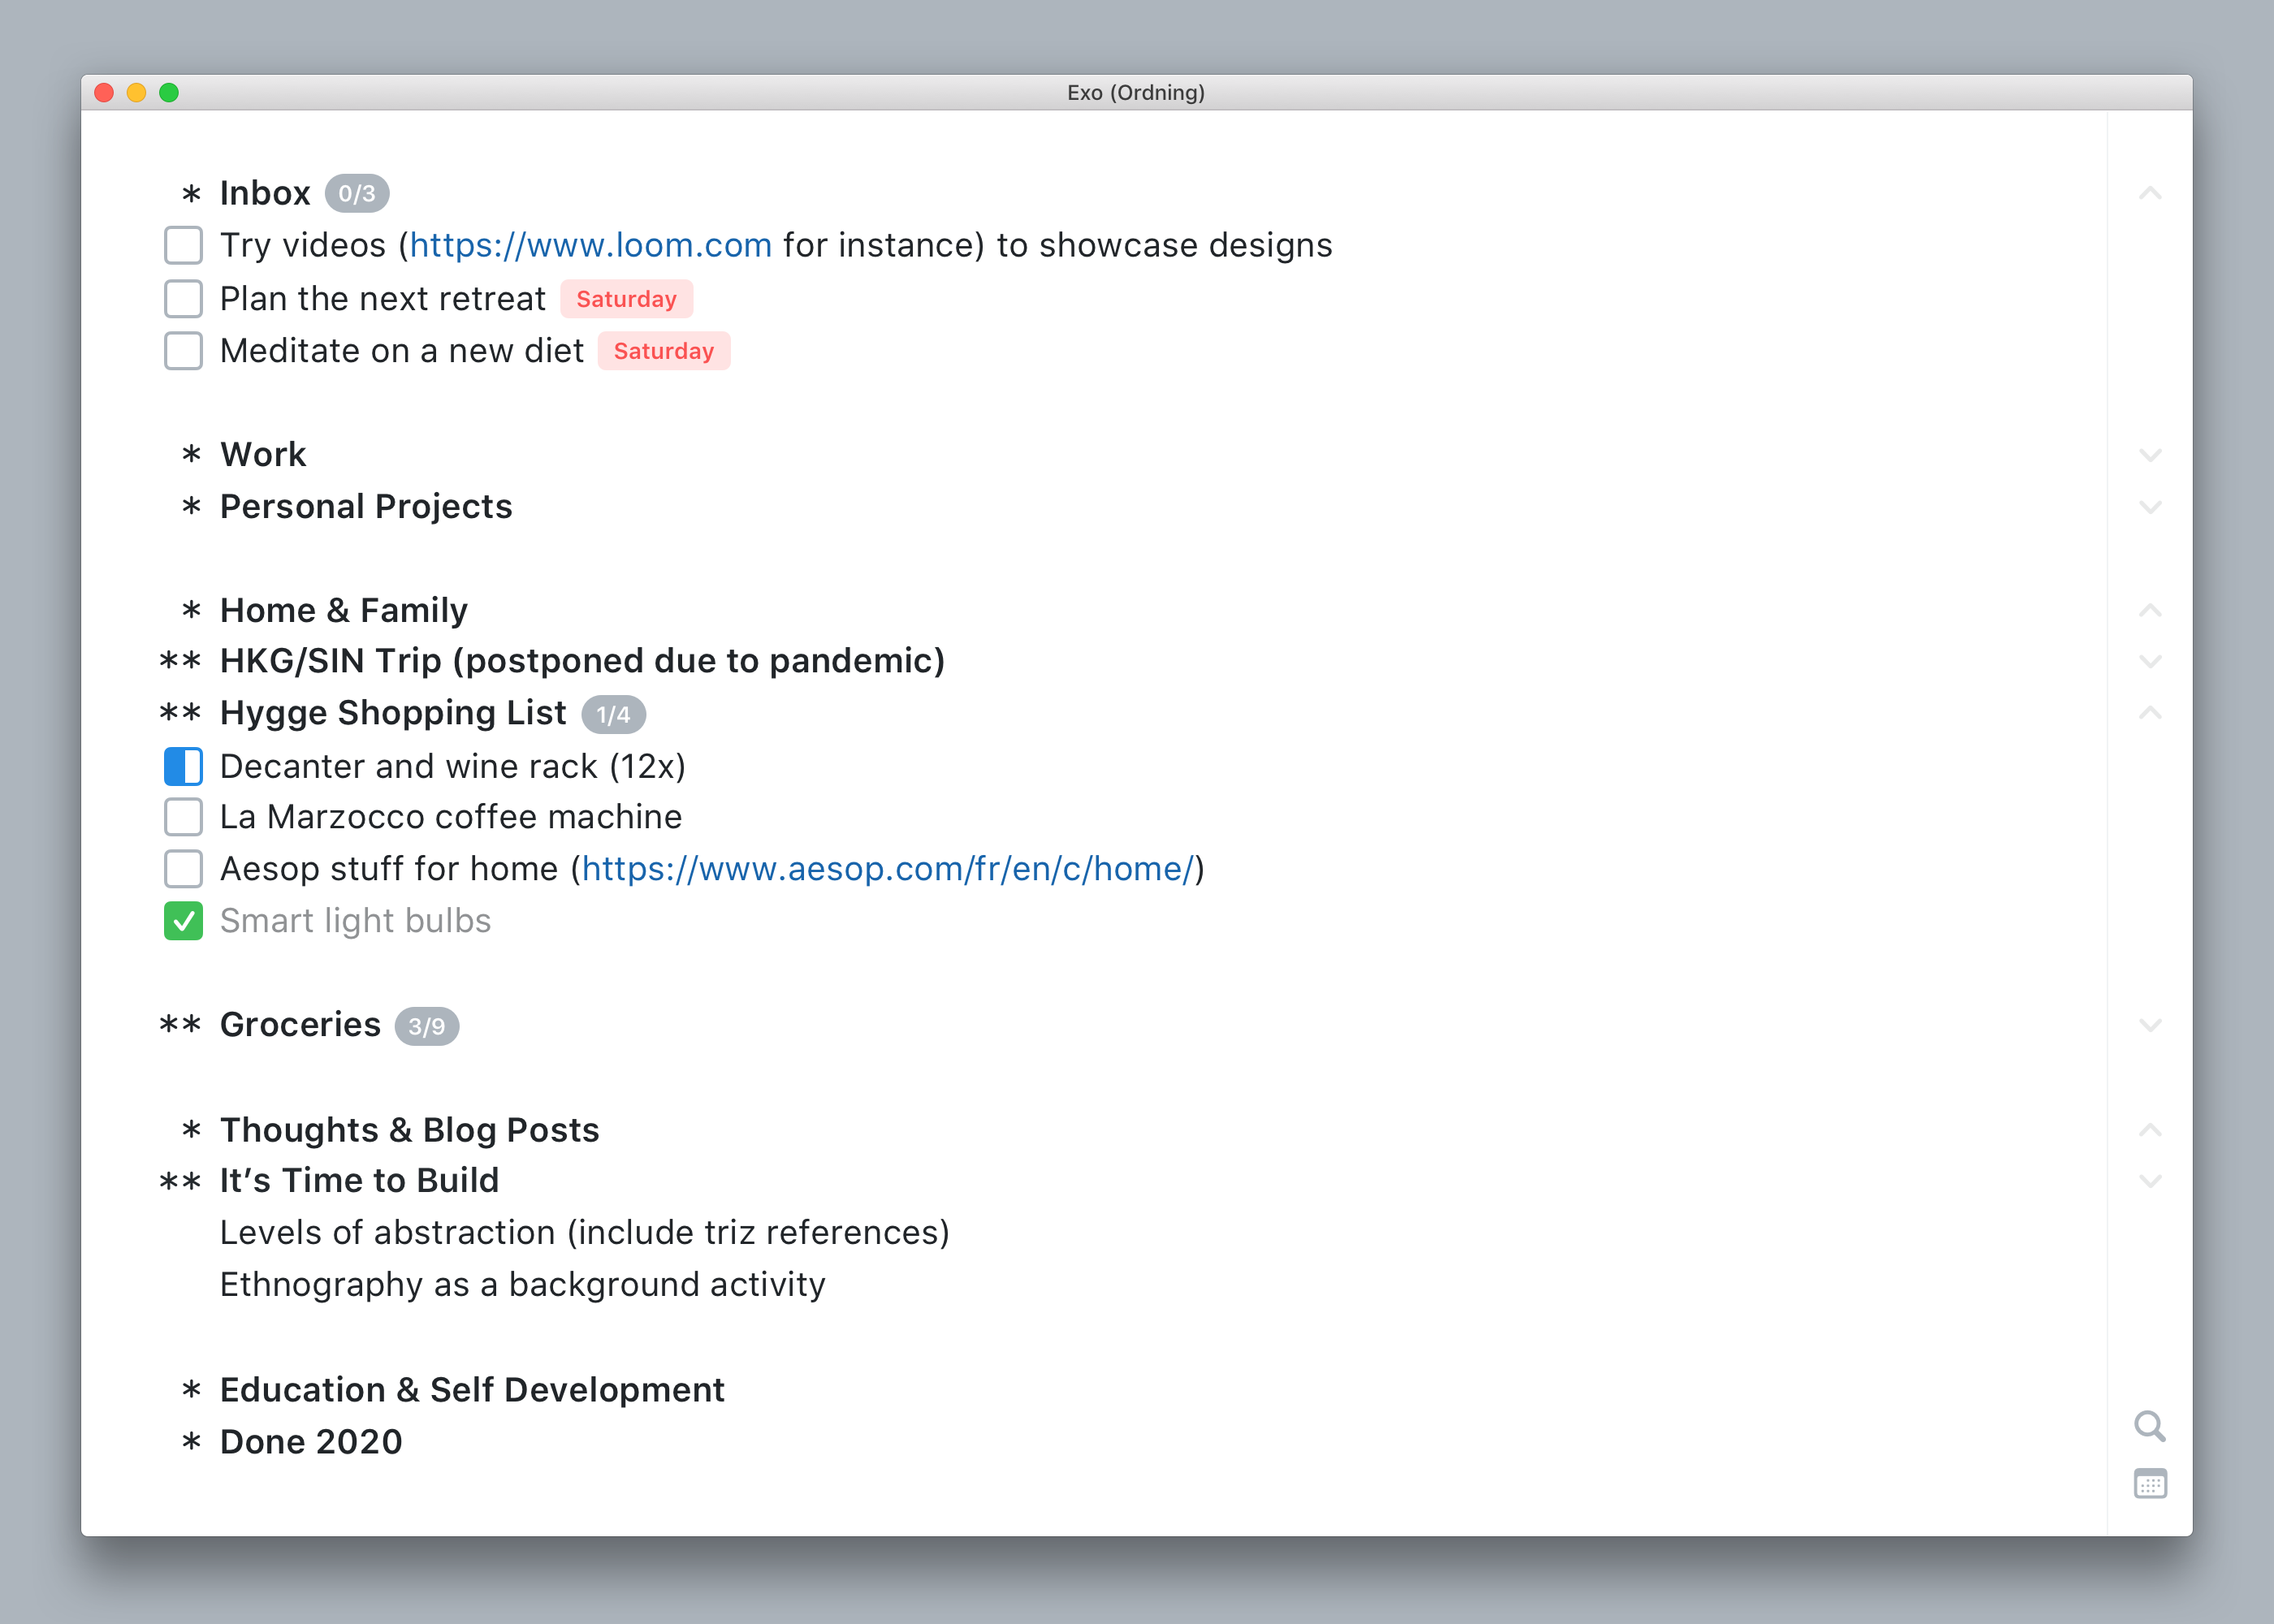 Exo (Ordning)
* Inbox 0/3
Try videos (https://www.loom.com for instance) to showcase designs
Plan the next retreat Saturday
Meditate on a new diet Saturday
* Work
* Personal Projects
* Home & Family
** HKG/SIN Trip (postponed due to pandemic)
** Hygge Shopping List 1/4
Decanter and wine rack (12x)
La Marzocco coffee machine
Aesop stuff for home (https://www.aesop.com/fr/en/c/home/)
Smart light bulbs
** Groceries 3/9
* Thoughts & Blog Posts
** It’s Time to Build
Levels of abstraction (include triz references)
Ethnography as a background activity
* Education & Self Development
* Done 2020